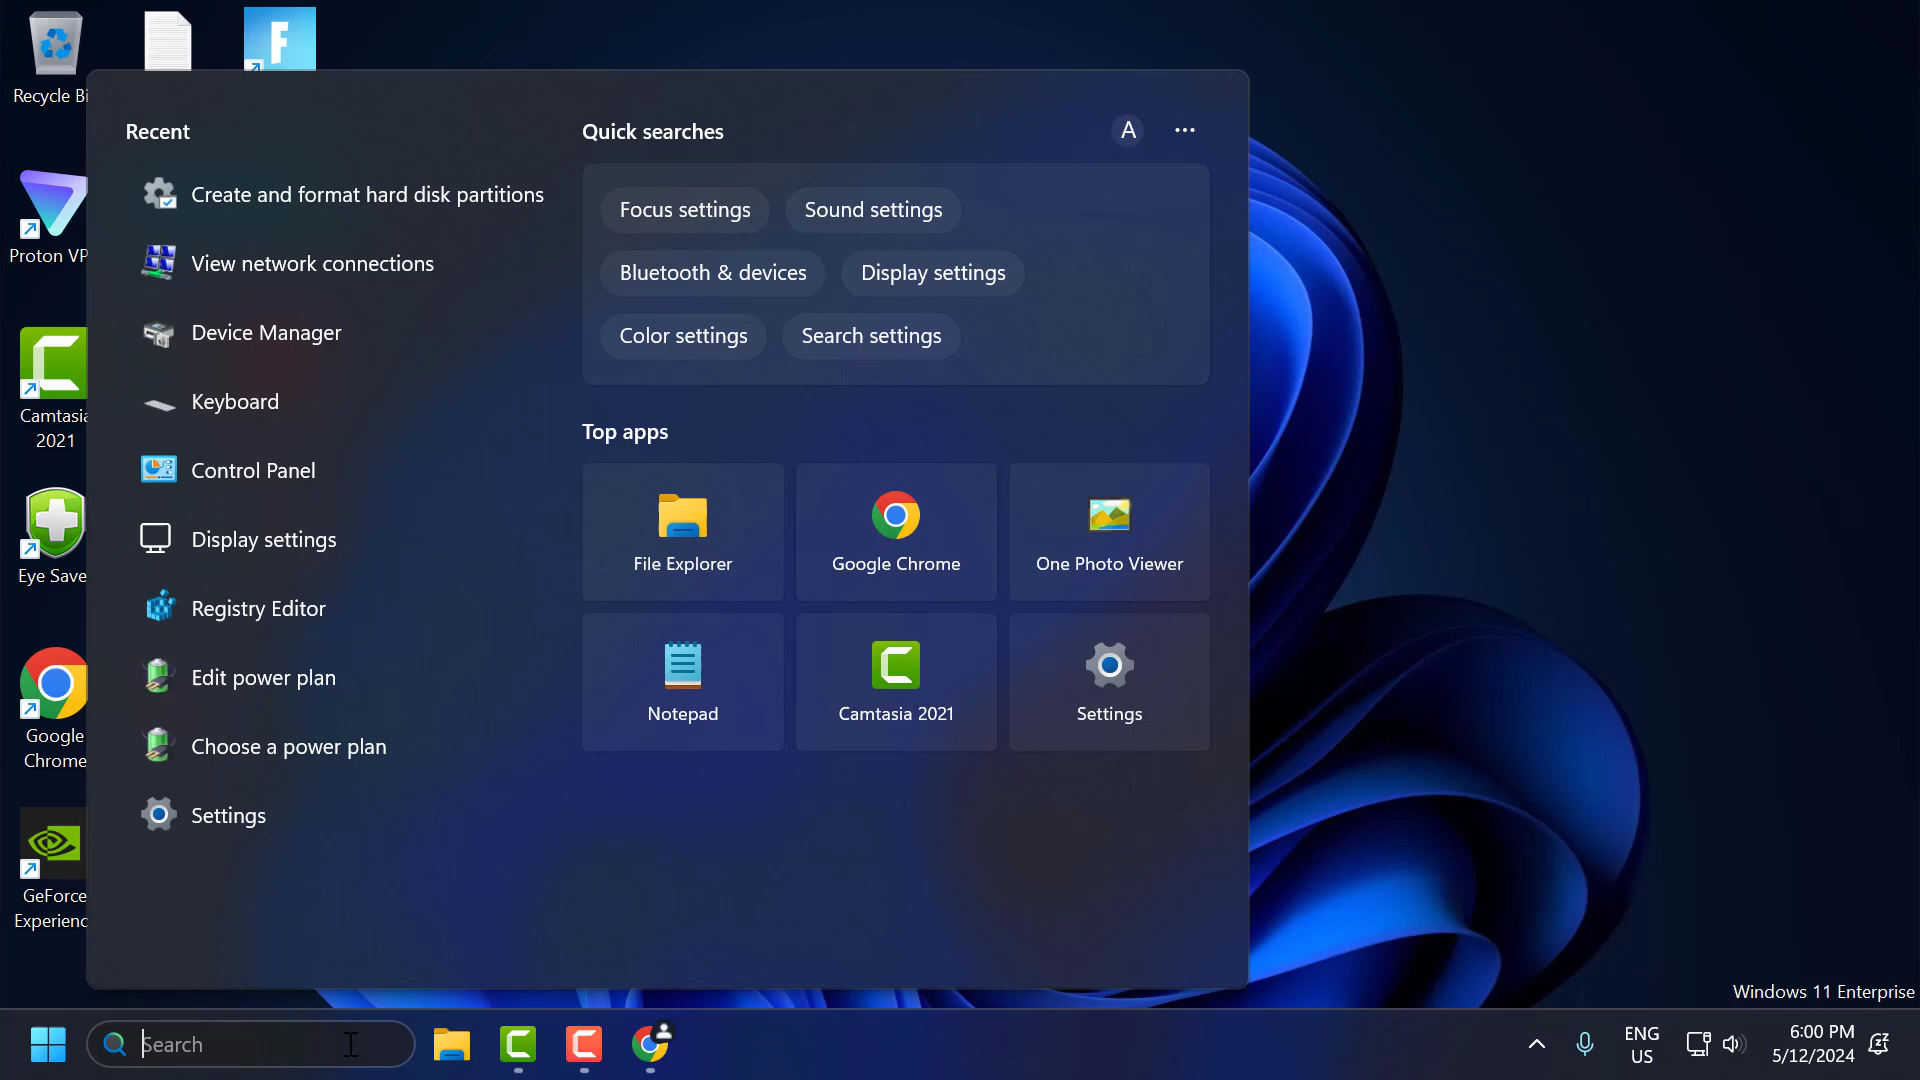 Recycle Bi
Proton VP
Camtasia
2021
Eye Save
Google
Chrome
GeForce
Experienc
Recent
Create and format hard disk partitions
View network connections
Device Manager
Keyboard
Control Panel
Display settings
Registry Editor
Edit power plan
Choose a power plan
Settings
Quick searches
A
Focus settings
Sound settings
Bluetooth & devices
Display settings
Color settings
Search settings
Top apps
File Explorer
Google Chrome
One Photo Viewer
Notepad
Camtasia 2021
Settings
Windows 11 Enterprise
Search
ENG
US
6:00 PM
5/12/2024